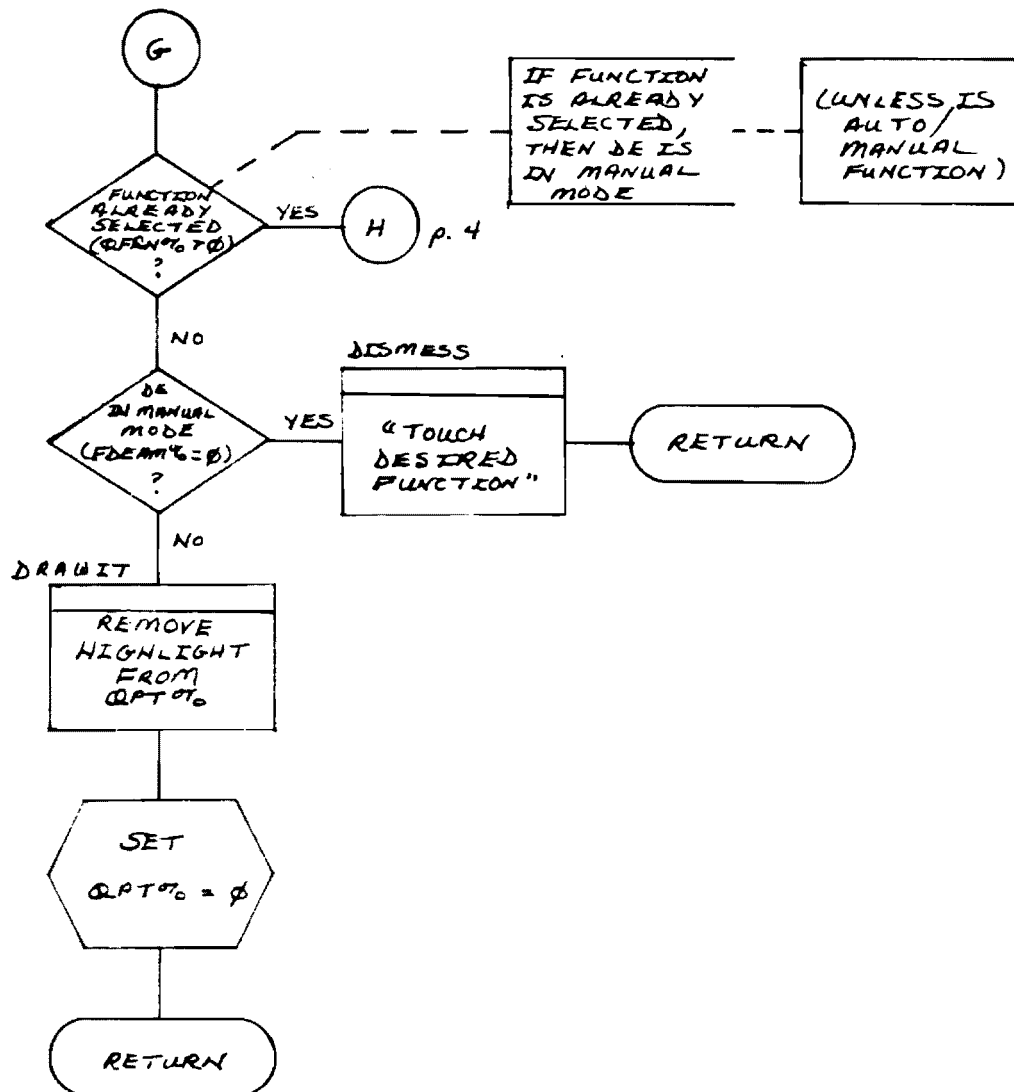 G
IF FUNCTION
IS ALREADY
SELECTED,
THEN DE IS
IN MANUAL
MODE
(UNLESS IS
AUTO/
MANUAL
FUNCTION)
FUNCTION
ALREADY
SELECTED
(QFRN%>∅)
?
YES
H
p. 4
NO
DE
IN MANUAL
MODE
(FDEAM%=∅)
?
YES
DISMESS
"TOUCH
DESIRED
FUNCTION"
RETURN
NO
DRAWIT
REMOVE
HIGHLIGHT
FROM
QPT%
SET
QPT% = ∅
RETURN